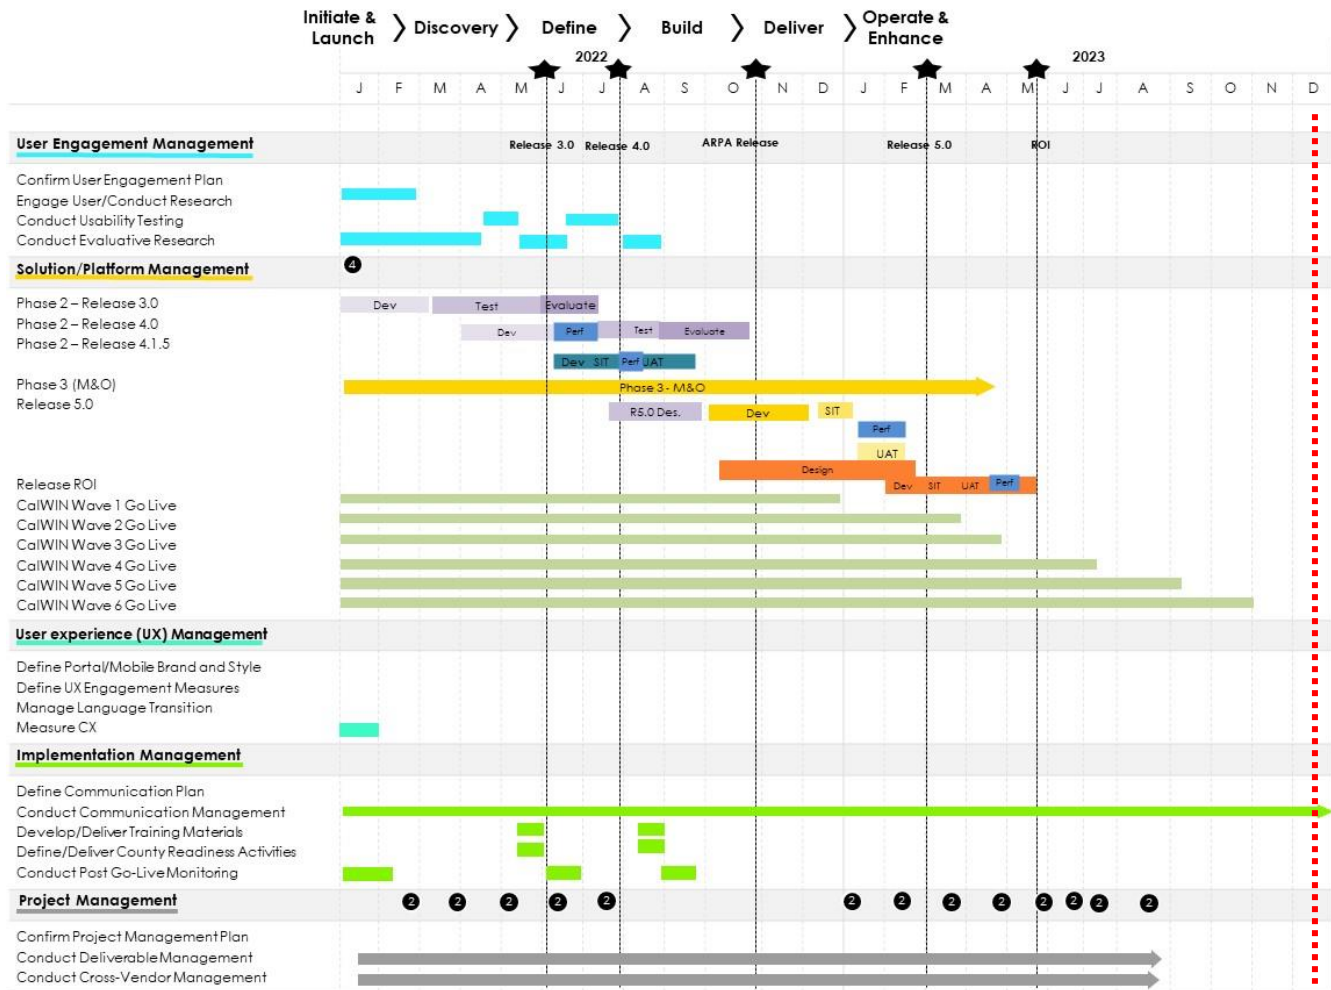 Initiate &
Launch
Discovery
Define
Build
Deliver
Operate &
Enhance
2022
2023
J F M A M J J A S O N D J F M A M J J A S O N D
User Engagement Management
Release 3.0
Release 4.0
ARPA Release
Release 5.0
ROI
Confirm User Engagement Plan
Engage User/Conduct Research
Conduct Usability Testing
Conduct Evaluative Research
Solution/Platform Management
4
Phase 2 – Release 3.0
Dev Test Evaluate
Phase 2 – Release 4.0
Dev Perf Test Evaluate
Phase 2 – Release 4.1.5
Dev SIT Perf UAT
Phase 3 (M&O)
Phase 3 - M&O
Release 5.0
R5.0 Des. Dev SIT
Perf
UAT
Design
Release ROI
Dev SIT UAT Perf
CalWIN Wave 1 Go Live
CalWIN Wave 2 Go Live
CalWIN Wave 3 Go Live
CalWIN Wave 4 Go Live
CalWIN Wave 5 Go Live
CalWIN Wave 6 Go Live
User experience (UX) Management
Define Portal/Mobile Brand and Style
Define UX Engagement Measures
Manage Language Transition
Measure CX
Implementation Management
Define Communication Plan
Conduct Communication Management
Develop/Deliver Training Materials
Define/Deliver County Readiness Activities
Conduct Post Go-Live Monitoring
Project Management
2 2 2 2 2 2 2 2 2 2 2 2 2
Confirm Project Management Plan
Conduct Deliverable Management
Conduct Cross-Vendor Management